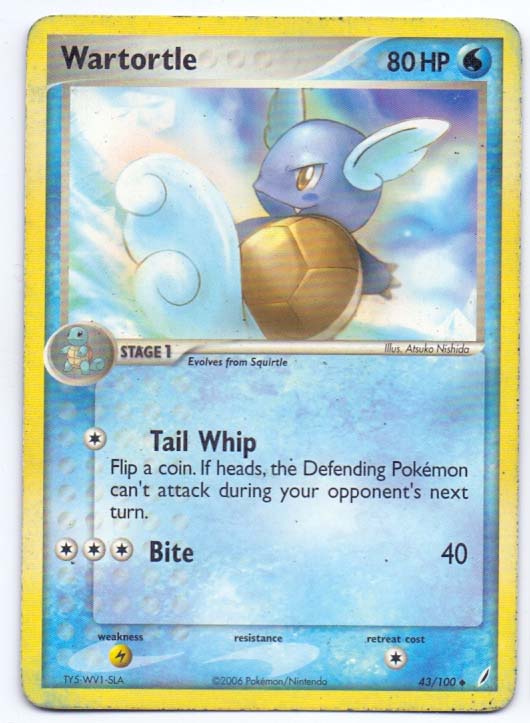 Wartortle 80 HP
Illus. Atsuko Nishida
STAGE 1
Evolves from Squirtle
Tail Whip
Flip a coin. If heads, the Defending Pokémon
can't attack during your opponent's next
turn.
Bite 40
weakness resistance retreat cost
TY5-WV1-SLA ©2006 Pokémon/Nintendo 43/100